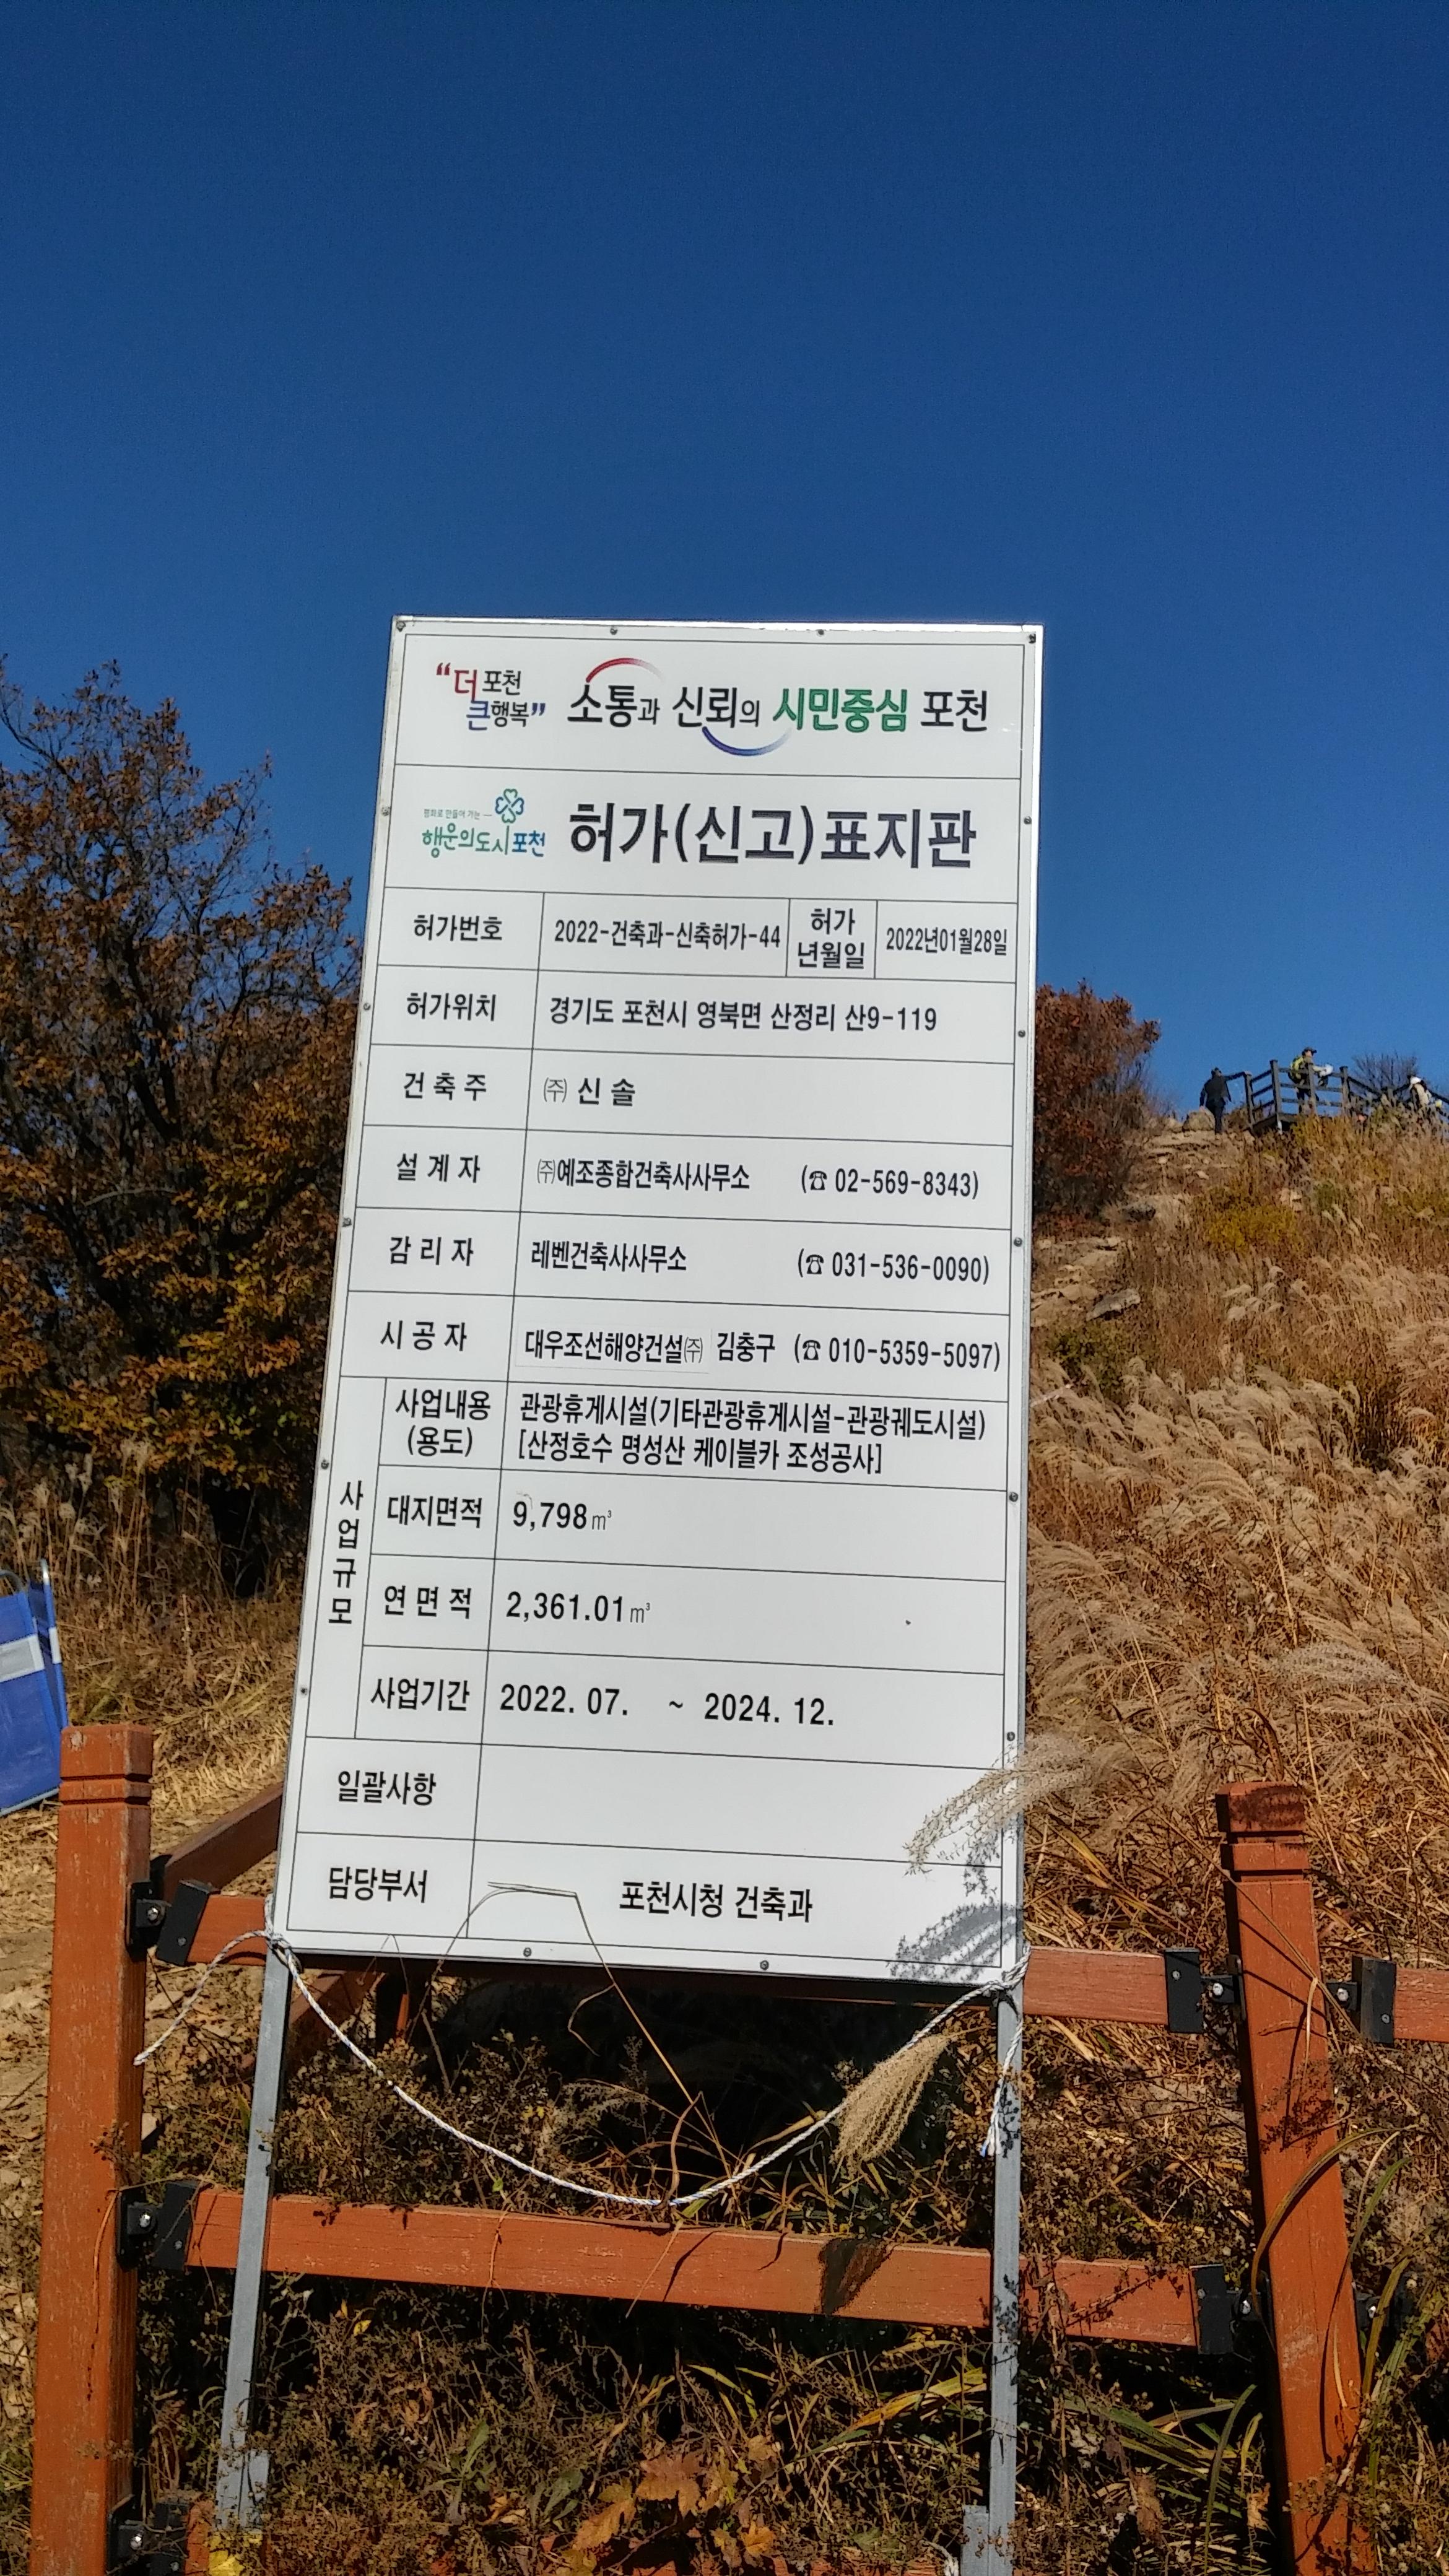 “더 포천
큰행복” 소통과 신뢰의 시민중심 포천
평화로 만들어 가는
행운의도시포천
허가(신고)표지판
허가번호 2022-건축과-신축허가-44 허가 년월일 2022년01월28일
허가위치 경기도 포천시 영북면 산정리 산9-119
건축주 ㈜ 신솔
설계자 ㈜예조종합건축사사무소 (☎ 02-569-8343)
감리자 레벤건축사사무소 (☎ 031-536-0090)
시공자 대우조선해양건설㈜ 김충구 (☎ 010-5359-5097)
사업규모
사업내용 관광휴게시설(기타관광휴게시설-관광궤도시설)
(용도) [산정호수 명성산 케이블카 조성공사]
대지면적 9,798㎥
연면적 2,361.01㎥
사업기간 2022. 07. ~ 2024. 12.
일괄사항
담당부서 포천시청 건축과